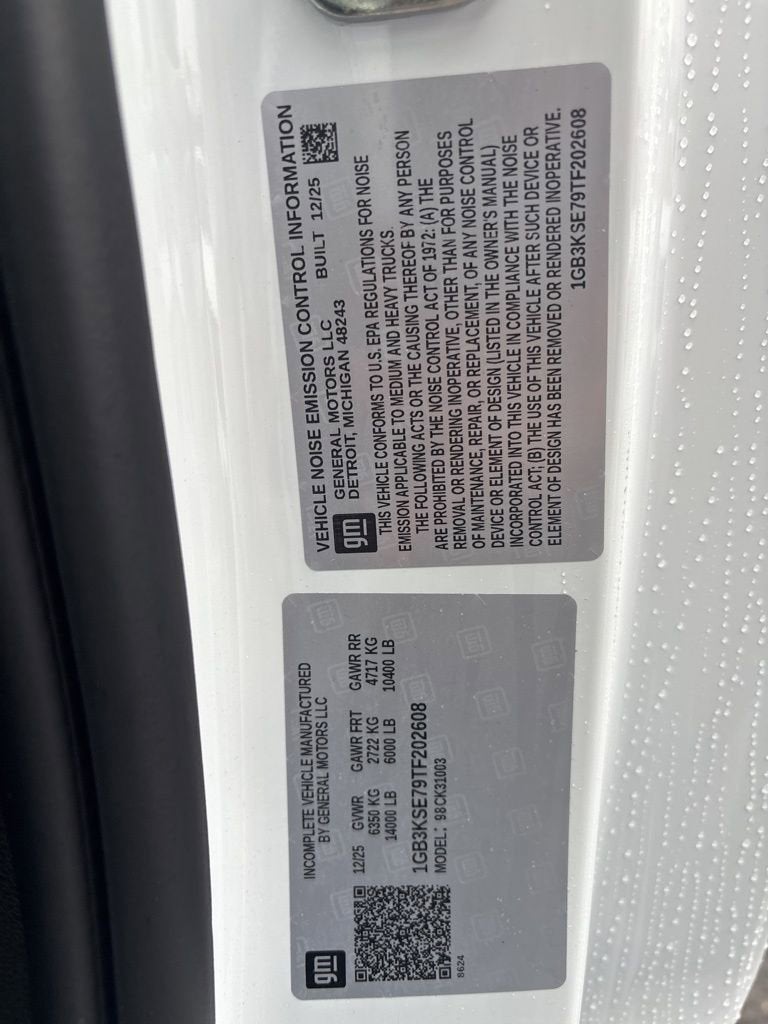 VEHICLE NOISE EMISSION CONTROL INFORMATION
gm
GENERAL MOTORS LLC
DETROIT, MICHIGAN 48243
BUILT 12/25
THIS VEHICLE CONFORMS TO U.S. EPA REGULATIONS FOR NOISE
EMISSION APPLICABLE TO MEDIUM AND HEAVY TRUCKS.
THE FOLLOWING ACTS OR THE CAUSING THEREOF BY ANY PERSON
ARE PROHIBITED BY THE NOISE CONTROL ACT OF 1972: (A) THE
REMOVAL OR RENDERING INOPERATIVE, OTHER THAN FOR PURPOSES
OF MAINTENANCE, REPAIR, OR REPLACEMENT, OF ANY NOISE CONTROL
DEVICE OR ELEMENT OF DESIGN (LISTED IN THE OWNER'S MANUAL)
INCORPORATED INTO THIS VEHICLE IN COMPLIANCE WITH THE NOISE
CONTROL ACT; (B) THE USE OF THIS VEHICLE AFTER SUCH DEVICE OR
ELEMENT OF DESIGN HAS BEEN REMOVED OR RENDERED INOPERATIVE.
1GB3KSE79TF202608
gm
INCOMPLETE VEHICLE MANUFACTURED
BY GENERAL MOTORS LLC
12/25 GVWR GAWR FRT GAWR RR
6350 KG 2722 KG 4717 KG
14000 LB 6000 LB 10400 LB
1GB3KSE79TF202608
MODEL: 98CK31003
8624